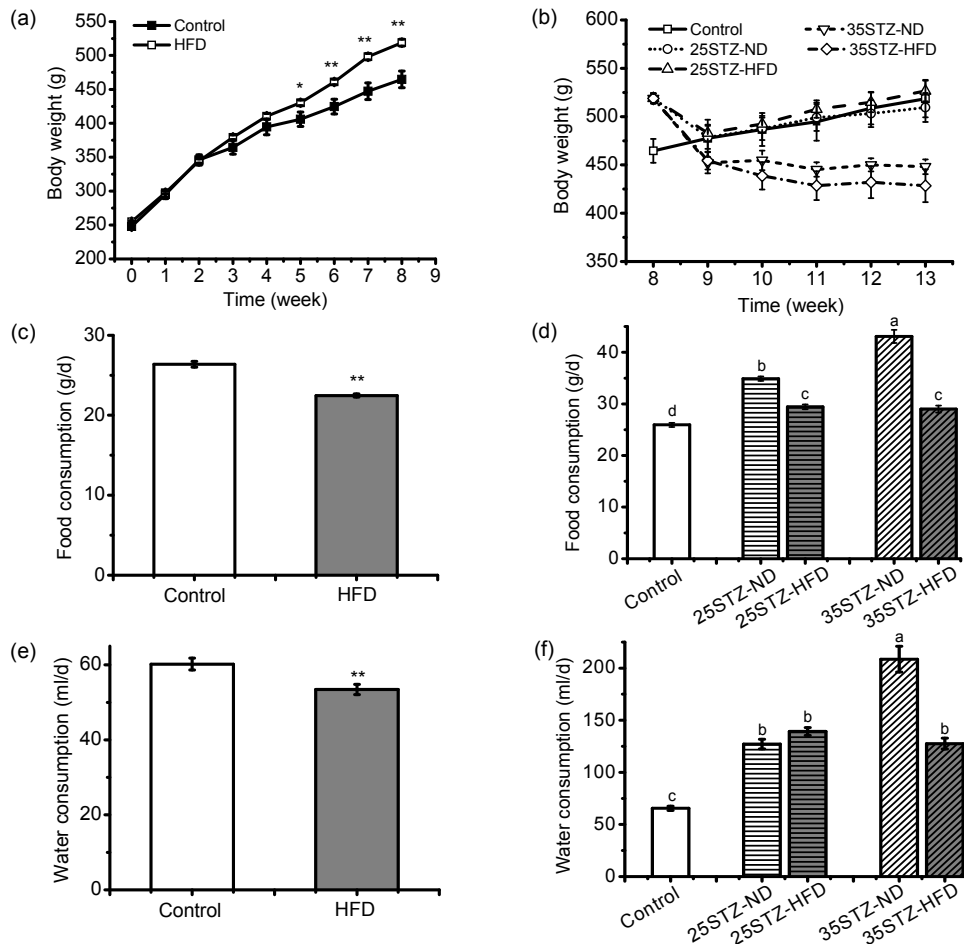 (a)
Control
HFD
**
**
**
*
550
500
450
400
350
300
250
200
Body weight (g)
0 1 2 3 4 5 6 7 8 9
Time (week)
(b)
Control
25STZ-ND
25STZ-HFD
35STZ-ND
35STZ-HFD
600
550
500
450
400
350
Body weight (g)
8 9 10 11 12 13
Time (week)
(c)
30
20
10
0
Food consumption (g/d)
**
Control HFD
(d)
40
30
20
10
0
Food consumption (g/d)
d b c a c
Control 25STZ-ND 25STZ-HFD 35STZ-ND 35STZ-HFD
(e)
60
40
20
0
Water consumption (ml/d)
**
Control HFD
(f)
200
150
100
50
0
Water consumption (ml/d)
c b b a b
Control 25STZ-ND 25STZ-HFD 35STZ-ND 35STZ-HFD